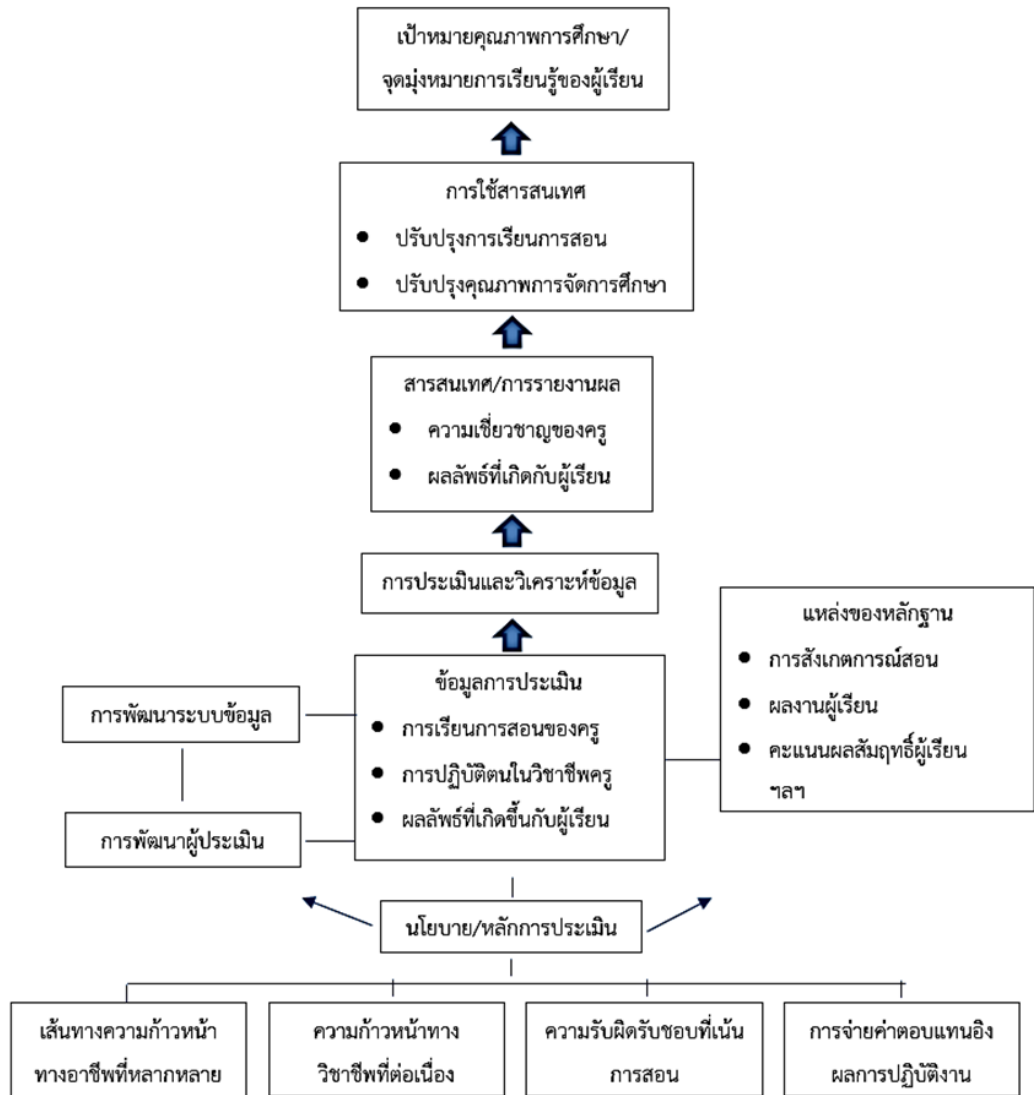 เป้าหมายคุณภาพการศึกษา/
จุดมุ่งหมายการเรียนรู้ของผู้เรียน
การใช้สารสนเทศ
● ปรับปรุงการเรียนการสอน
● ปรับปรุงคุณภาพการจัดการศึกษา
สารสนเทศ/การรายงานผล
● ความเชี่ยวชาญของครู
● ผลลัพธ์ที่เกิดกับผู้เรียน
การประเมินและวิเคราะห์ข้อมูล
แหล่งของหลักฐาน
● การสังเกตการณ์สอน
● ผลงานผู้เรียน
● คะแนนผลสัมฤทธิ์ผู้เรียน
ฯลฯ
ข้อมูลการประเมิน
● การเรียนการสอนของครู
● การปฏิบัติตนในวิชาชีพครู
● ผลลัพธ์ที่เกิดขึ้นกับผู้เรียน
การพัฒนาระบบข้อมูล
การพัฒนาผู้ประเมิน
นโยบาย/หลักการประเมิน
เส้นทางความก้าวหน้า
ทางอาชีพที่หลากหลาย
ความก้าวหน้าทาง
วิชาชีพที่ต่อเนื่อง
ความรับผิดรับชอบที่เน้น
การสอน
การจ่ายค่าตอบแทนอิง
ผลการปฏิบัติงาน